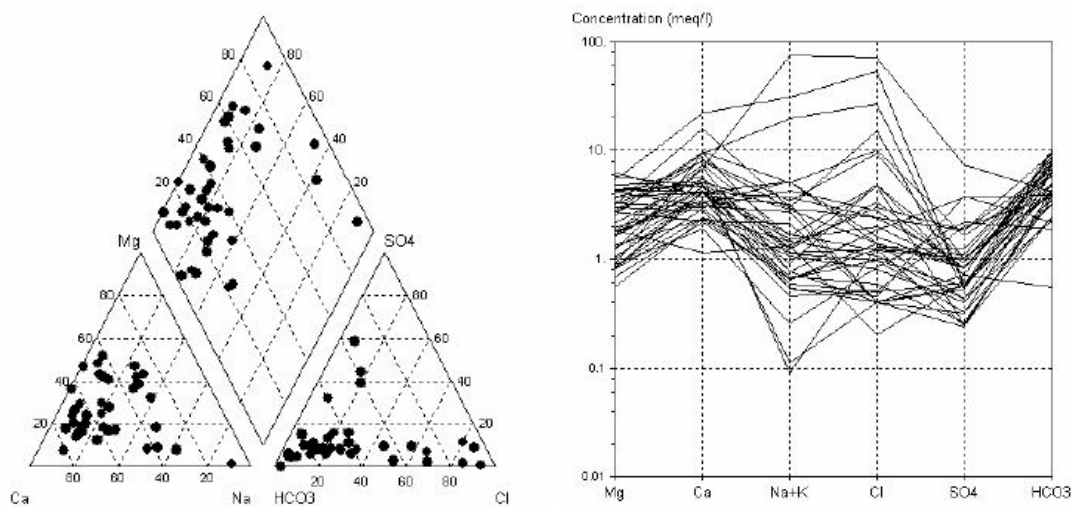 Concentration (meq/l)
100.
10.
1.
0.1
0.01
Mg Ca Na+K Cl SO4 HCO3
80 80
60 60
40 40
20 20
Mg SO4
80 80
60 60
40 40
20 20
80 60 40 20 20 40 60 80
Ca Na HCO3 Cl